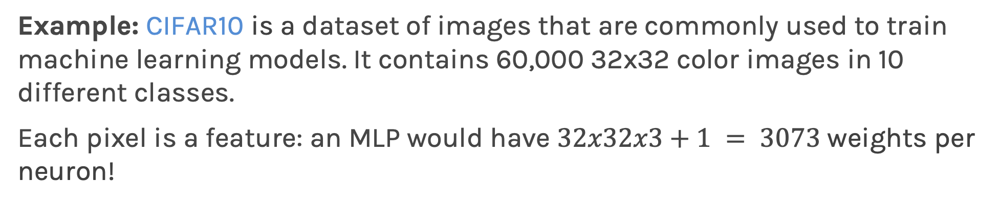 Example: CIFAR10 is a dataset of images that are commonly used to train
machine learning models. It contains 60,000 32x32 color images in 10
different classes.
Each pixel is a feature: an MLP would have 32x32x3 + 1 = 3073 weights per
neuron!